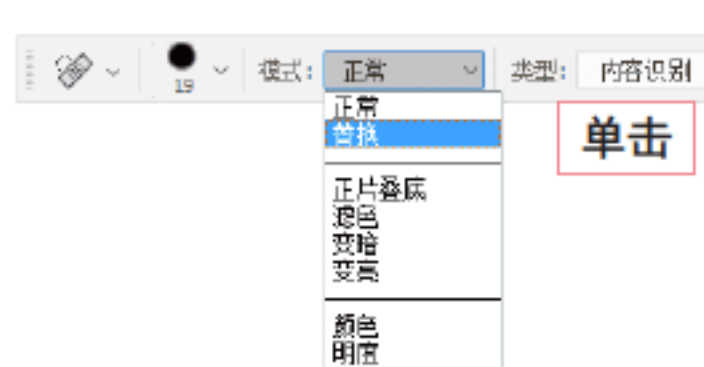 19 模式： 正常 类型： 内容识别
正常
替换
单击
正片叠底
滤色
变暗
变亮
颜色
明度